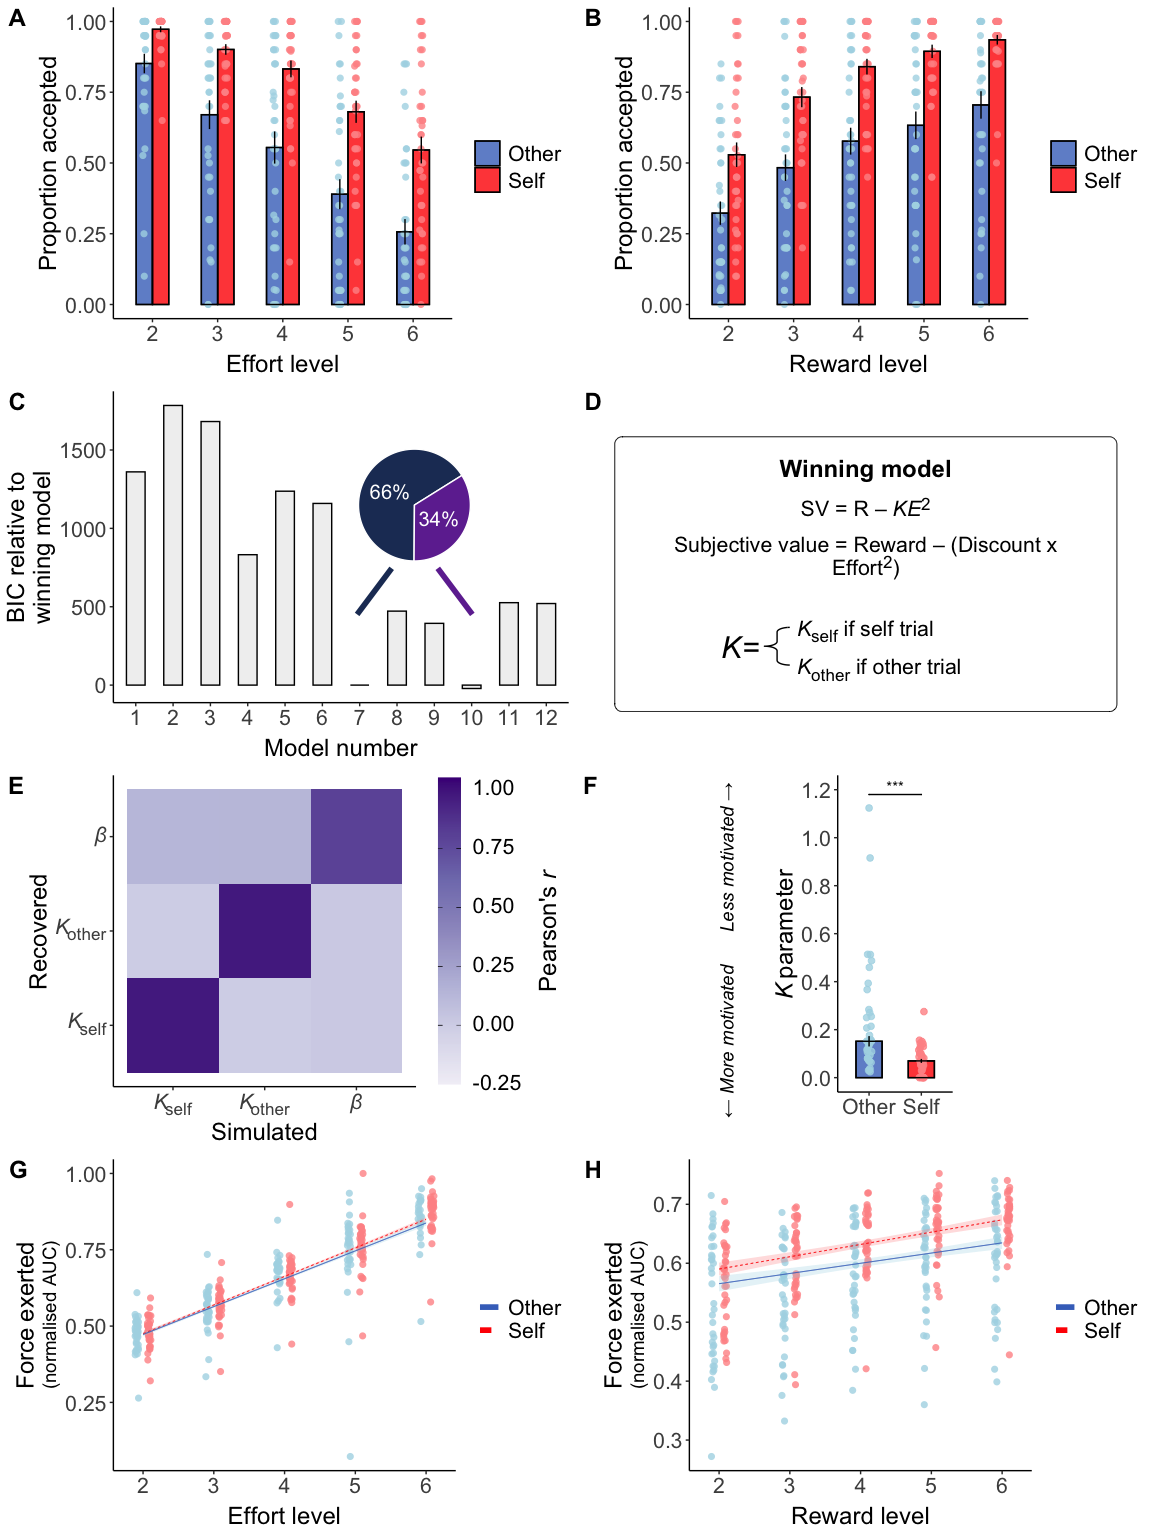 A
Proportion accepted
1.00
0.75
0.50
0.25
0.00
2 3 4 5 6
Effort level
Other
Self
B
Proportion accepted
1.00
0.75
0.50
0.25
0.00
2 3 4 5 6
Reward level
Other
Self
C
BIC relative to
winning model
1500
1000
500
0
66%
34%
1 2 3 4 5 6 7 8 9 10 11 12
Model number
D
Winning model
SV = R – KE²
Subjective value = Reward – (Discount x
Effort²)
K= 
Kself if self trial
Kother if other trial
E
Recovered
β
Kother
Kself
Kself Kother β
Simulated
1.00
0.75
0.50
0.25
0.00
-0.25
Pearson's r
F
← More motivated Less motivated →
K parameter
1.2
1.0
0.8
0.6
0.4
0.2
0.0
***
Other Self
G
Force exerted
(normalised AUC)
1.00
0.75
0.50
0.25
2 3 4 5 6
Effort level
Other
Self
H
Force exerted
(normalised AUC)
0.7
0.6
0.5
0.4
0.3
2 3 4 5 6
Reward level
Other
Self